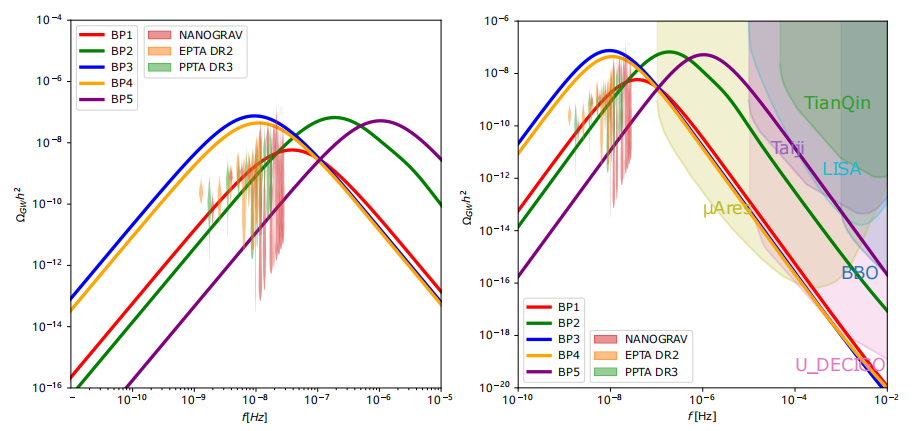 10⁻⁴
10⁻⁶
10⁻⁸
10⁻¹⁰
10⁻¹²
10⁻¹⁴
10⁻¹⁶
Ω_GW h²
BP1
BP2
BP3
BP4
BP5
NANOGRAV
EPTA DR2
PPTA DR3
10⁻¹⁰
10⁻⁹
10⁻⁸
10⁻⁷
10⁻⁶
10⁻⁵
f[Hz]
10⁻⁶
10⁻⁸
10⁻¹⁰
10⁻¹²
10⁻¹⁴
10⁻¹⁶
10⁻¹⁸
10⁻²⁰
Ω_GW h²
TianQin
Taiji
LISA
μAres
BBO
U_DECIGO
BP1
BP2
BP3
BP4
BP5
NANOGRAV
EPTA DR2
PPTA DR3
10⁻¹⁰
10⁻⁸
10⁻⁶
10⁻⁴
10⁻²
f [Hz]